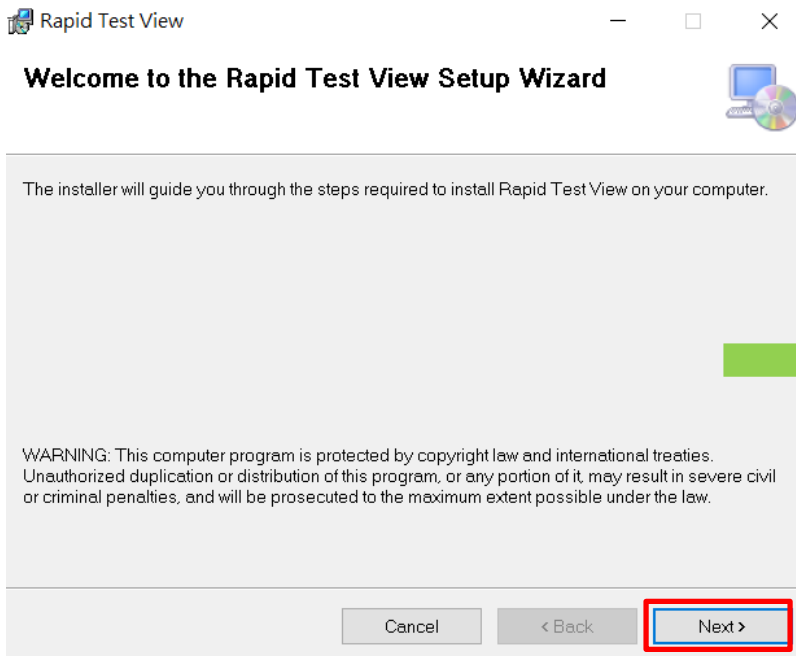 Rapid Test View
Welcome to the Rapid Test View Setup Wizard
The installer will guide you through the steps required to install Rapid Test View on your computer.
WARNING: This computer program is protected by copyright law and international treaties.
Unauthorized duplication or distribution of this program, or any portion of it, may result in severe civil
or criminal penalties, and will be prosecuted to the maximum extent possible under the law.
Cancel
< Back
Next >